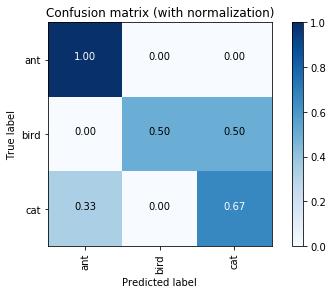 Confusion matrix (with normalization)
1.0
ant
1.00
0.00
0.00
0.8
0.6
True label
bird
0.00
0.50
0.50
0.4
cat
0.33
0.00
0.67
0.2
0.0
ant
bird
cat
Predicted label